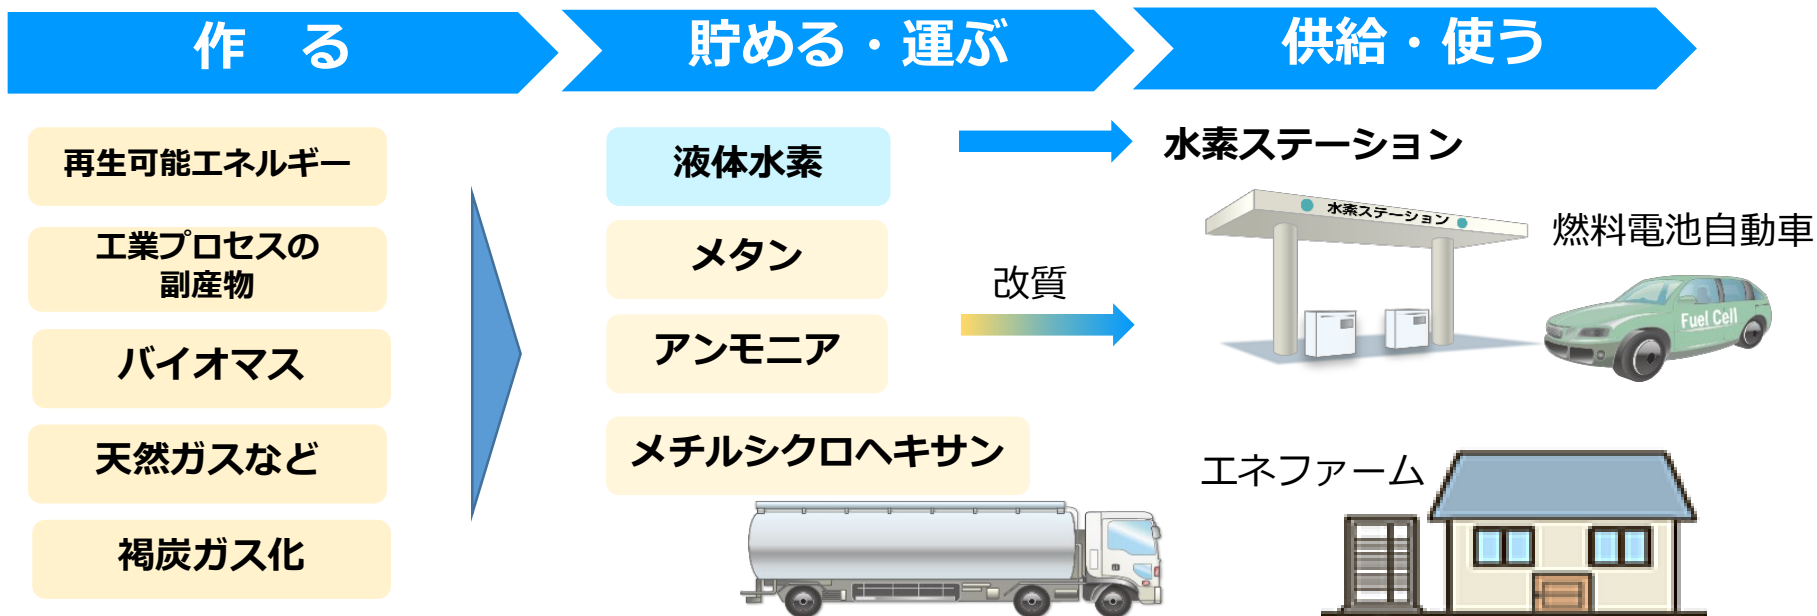 作　る
貯める・運ぶ
供給・使う
再生可能エネルギー
工業プロセスの
副産物
バイオマス
天然ガスなど
褐炭ガス化
液体水素
メタン
アンモニア
メチルシクロヘキサン
改質
水素ステーション
水素ステーション
燃料電池自動車
Fuel Cell
エネファーム